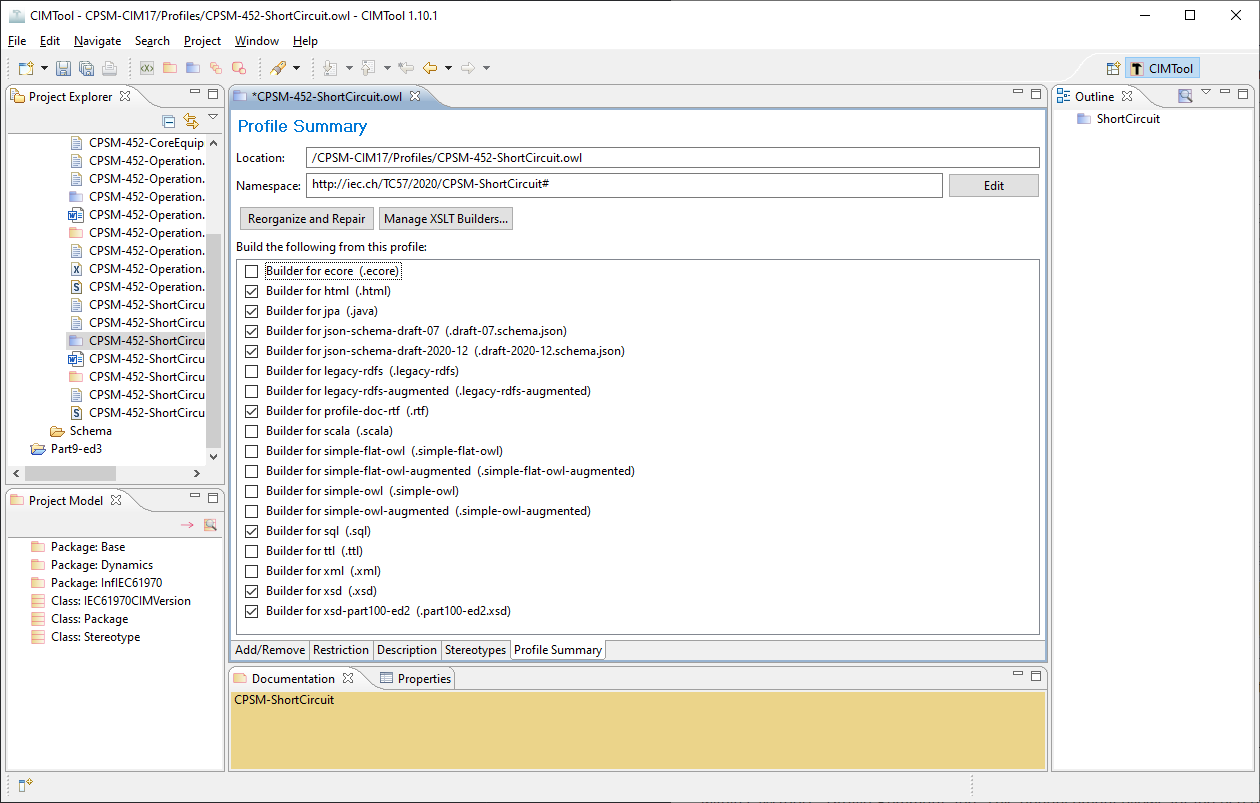 CIMTool - CPSM-CIM17/Profiles/CPSM-452-ShortCircuit.owl - CIMTool 1.10.1
File Edit Navigate Search Project Window Help
CIMTool
Project Explorer
CPSM-452-CoreEquip
CPSM-452-Operation.
CPSM-452-Operation.
CPSM-452-Operation.
CPSM-452-Operation.
CPSM-452-Operation.
CPSM-452-Operation.
CPSM-452-Operation.
CPSM-452-Operation.
CPSM-452-ShortCircu
CPSM-452-ShortCircu
CPSM-452-ShortCircu
CPSM-452-ShortCircu
CPSM-452-ShortCircu
CPSM-452-ShortCircu
CPSM-452-ShortCircu
Schema
Part9-ed3
Project Model
Package: Base
Package: Dynamics
Package: InfIEC61970
Class: IEC61970CIMVersion
Class: Package
Class: Stereotype
*CPSM-452-ShortCircuit.owl
Profile Summary
Location: /CPSM-CIM17/Profiles/CPSM-452-ShortCircuit.owl
Namespace: http://iec.ch/TC57/2020/CPSM-ShortCircuit# Edit
Reorganize and Repair Manage XSLT Builders...
Build the following from this profile:
Builder for ecore (.ecore)
Builder for html (.html)
Builder for jpa (.java)
Builder for json-schema-draft-07 (.draft-07.schema.json)
Builder for json-schema-draft-2020-12 (.draft-2020-12.schema.json)
Builder for legacy-rdfs (.legacy-rdfs)
Builder for legacy-rdfs-augmented (.legacy-rdfs-augmented)
Builder for profile-doc-rtf (.rtf)
Builder for scala (.scala)
Builder for simple-flat-owl (.simple-flat-owl)
Builder for simple-flat-owl-augmented (.simple-flat-owl-augmented)
Builder for simple-owl (.simple-owl)
Builder for simple-owl-augmented (.simple-owl-augmented)
Builder for sql (.sql)
Builder for ttl (.ttl)
Builder for xml (.xml)
Builder for xsd (.xsd)
Builder for xsd-part100-ed2 (.part100-ed2.xsd)
Add/Remove Restriction Description Stereotypes Profile Summary
Documentation Properties
CPSM-ShortCircuit
Outline
ShortCircuit